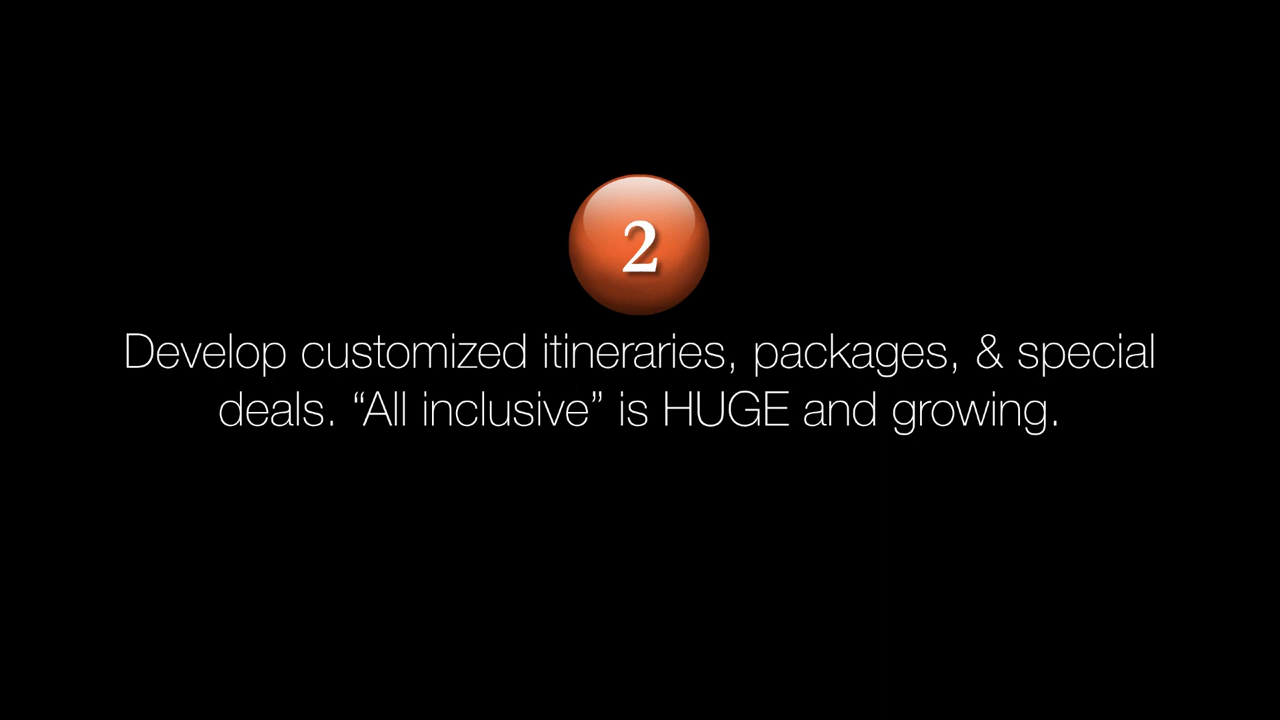 2
Develop customized itineraries, packages, & special
deals. “All inclusive” is HUGE and growing.